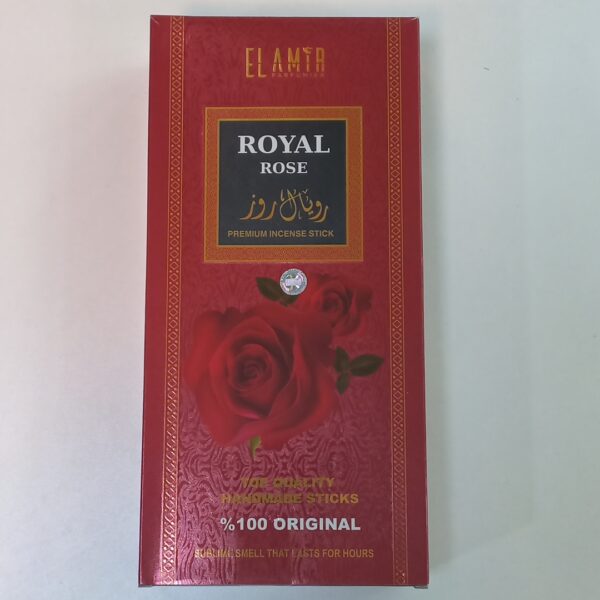 EL AMIR
PARFUMIER
ROYAL
ROSE
رويال روز
PREMIUM INCENSE STICK
TOP QUALITY
HANDMADE STICKS
%100 ORIGINAL
SUBLIME SMELL THAT LASTS FOR HOURS